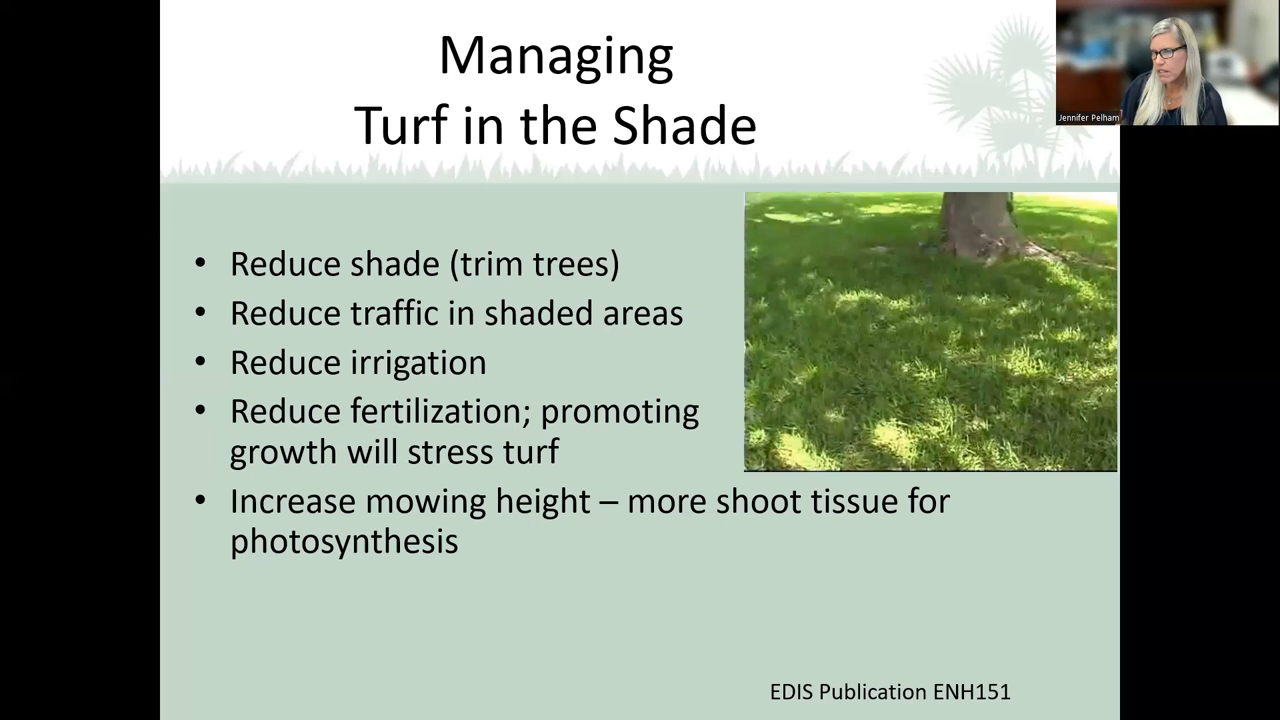 Managing
Turf in the Shade
Jennifer Pelham
• Reduce shade (trim trees)
• Reduce traffic in shaded areas
• Reduce irrigation
• Reduce fertilization; promoting
growth will stress turf
• Increase mowing height – more shoot tissue for
photosynthesis
EDIS Publication ENH151